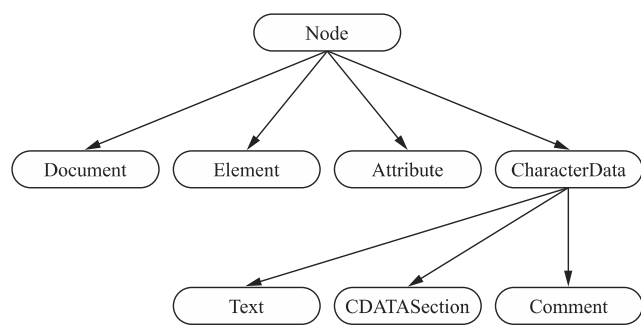 Node
Document
Element
Attribute
CharacterData
Text
CDATASection
Comment